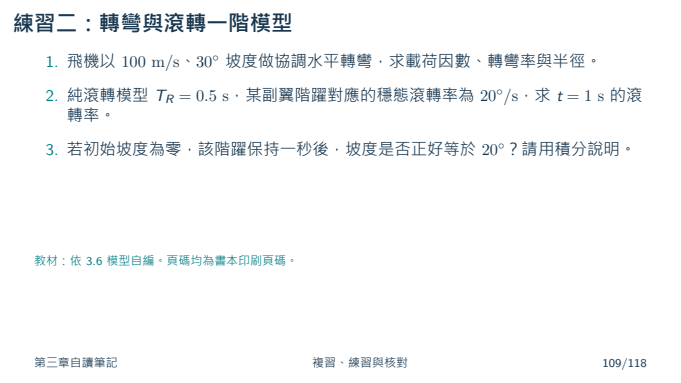 練習二：轉彎與滾轉一階模型
1. 飛機以 100 m/s、30° 坡度做協調水平轉彎，求載荷因數、轉彎率與半徑。
2. 純滾轉模型 T_R = 0.5 s，某副翼階躍對應的穩態滾轉率為 20°/s，求 t = 1 s 的滾
轉率。
3. 若初始坡度為零，該階躍保持一秒後，坡度是否正好等於 20°？請用積分說明。
教材：依 3.6 模型自編。頁碼均為書本印刷頁碼。
第三章自讀筆記
複習、練習與核對
109/118